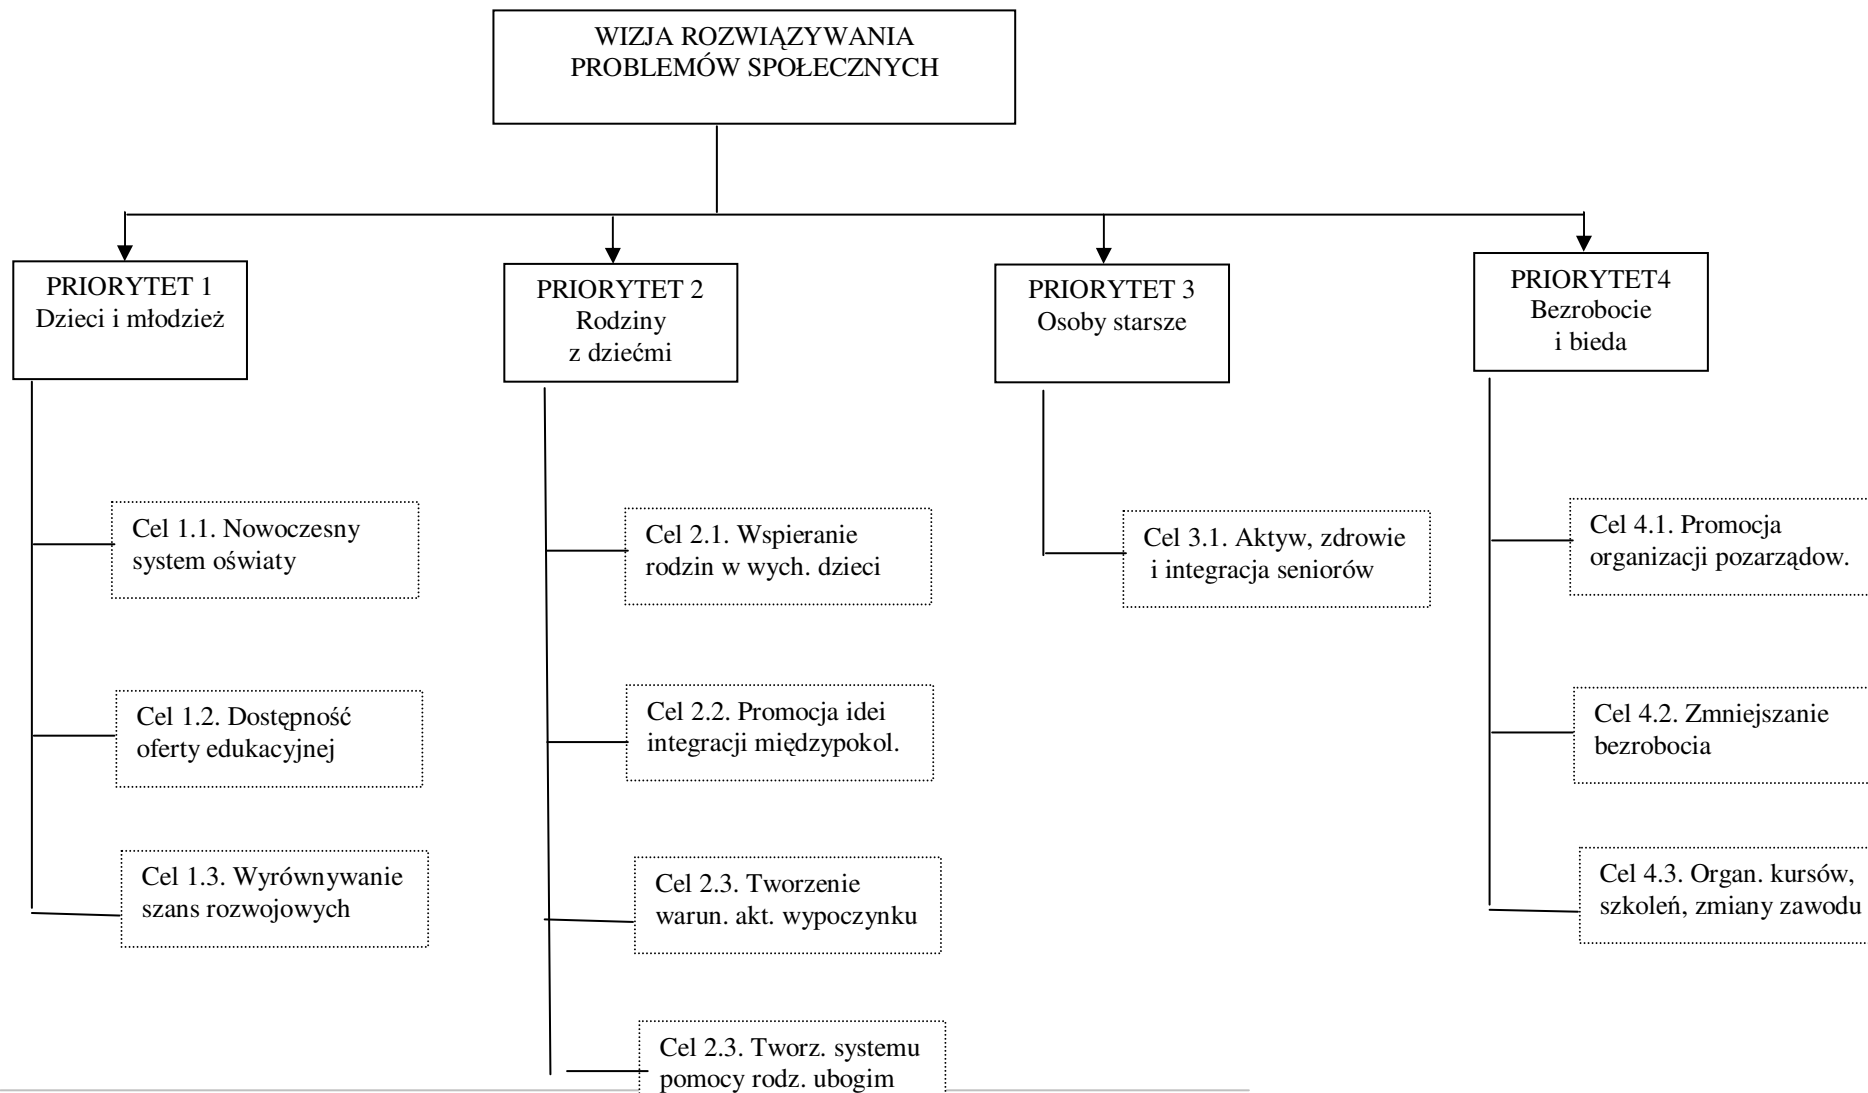 WIZJA ROZWIĄZYWANIA
PROBLEMÓW SPOŁECZNYCH
PRIORYTET 1
Dzieci i młodzież
PRIORYTET 2
Rodziny
z dziećmi
PRIORYTET 3
Osoby starsze
PRIORYTET4
Bezrobocie
i bieda
Cel 1.1. Nowoczesny
system oświaty
Cel 1.2. Dostępność
oferty edukacyjnej
Cel 1.3. Wyrównywanie
szans rozwojowych
Cel 2.1. Wspieranie
rodzin w wych. dzieci
Cel 2.2. Promocja idei
integracji międzypokol.
Cel 2.3. Tworzenie
warun. akt. wypoczynku
Cel 2.3. Tworz. systemu
pomocy rodz. ubogim
Cel 3.1. Aktyw, zdrowie
i integracja seniorów
Cel 4.1. Promocja
organizacji pozarządow.
Cel 4.2. Zmniejszanie
bezrobocia
Cel 4.3. Organ. kursów,
szkoleń, zmiany zawodu